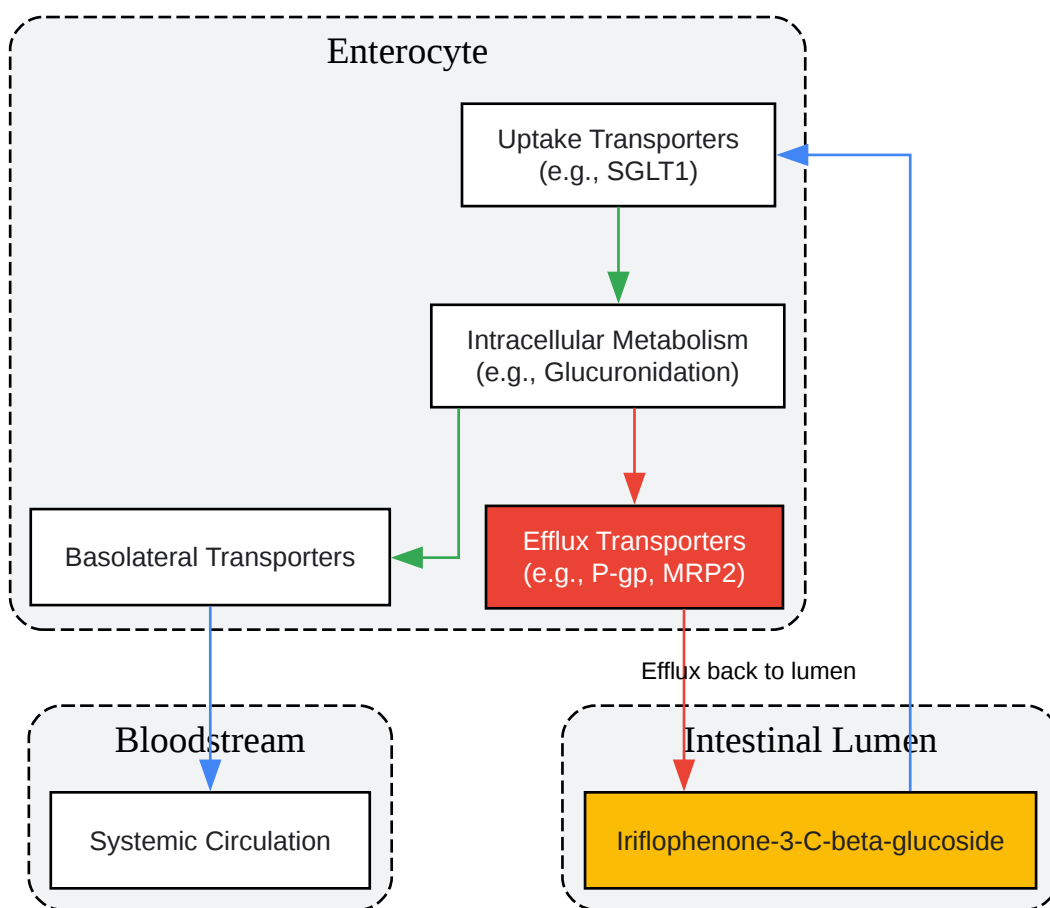 Enterocyte
Uptake Transporters
(e.g., SGLT1)
Intracellular Metabolism
(e.g., Glucuronidation)
Basolateral Transporters
Efflux Transporters
(e.g., P-gp, MRP2)
Efflux back to lumen
Bloodstream
Systemic Circulation
Intestinal Lumen
Iriflophenone-3-C-beta-glucoside